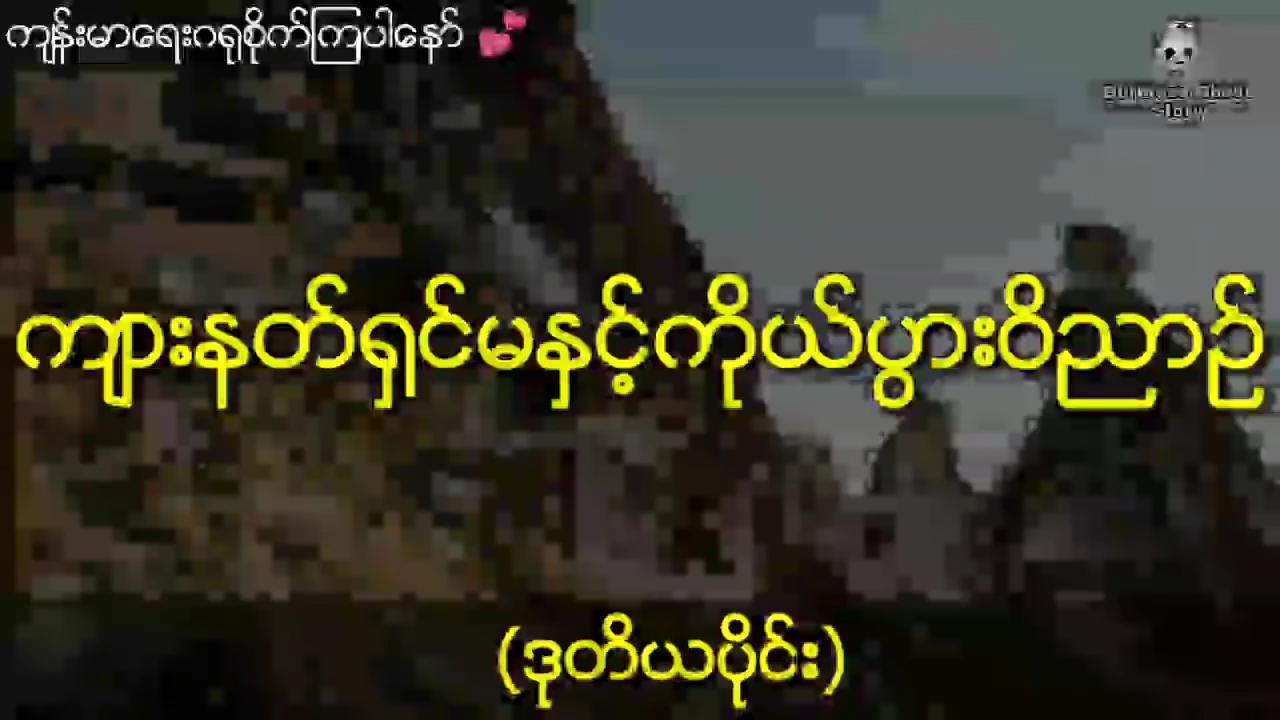 ကျန်းမာရေးဂရုစိုက်ကြပါနော် 💕
ကျားနတ်ရှင်မနှင့်ကိုယ်ပွားဝိညာဉ်
(ဒုတိယပိုင်း)